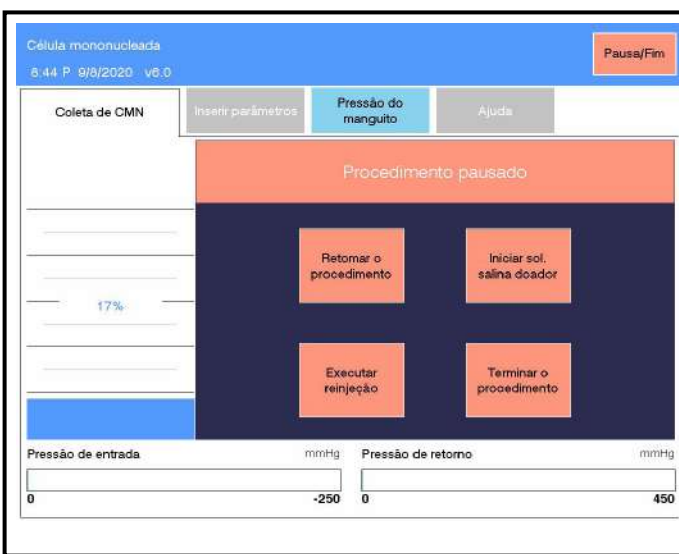 Célula mononucleada
8:44 P 9/8/2020 v6.0
Pausa/Fim
Coleta de CMN
Inserir parâmetros
Pressão do
manguito
Ajuda
Procedimento pausado
Retomar o
procedimento
Iniciar sol.
salina doador
17%
Executar
reinjeção
Terminar o
procedimento
Pressão de entrada mmHg
Pressão de retorno mmHg
0 -250
0 450